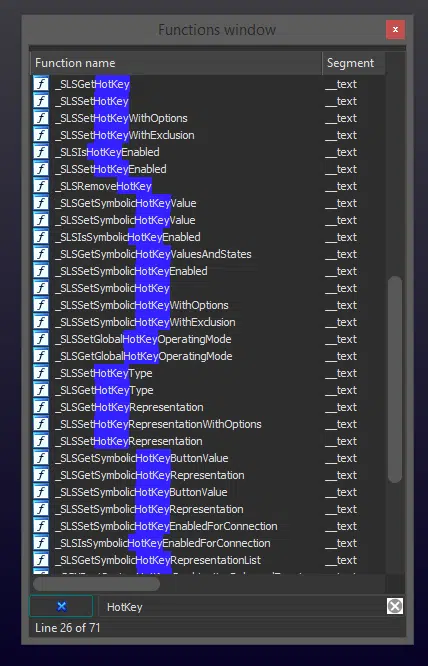 Functions window
x
Function name Segment
f _SLSGetHotKey __text
f _SLSSetHotKey __text
f _SLSSetHotKeyWithOptions __text
f _SLSSetHotKeyWithExclusion __text
f _SLSIsHotKeyEnabled __text
f _SLSSetHotKeyEnabled __text
f _SLSRemoveHotKey __text
f _SLSGetSymbolicHotKeyValue __text
f _SLSSetSymbolicHotKeyValue __text
f _SLSIsSymbolicHotKeyEnabled __text
f _SLSGetSymbolicHotKeyValuesAndStates __text
f _SLSSetSymbolicHotKeyEnabled __text
f _SLSSetSymbolicHotKey __text
f _SLSSetSymbolicHotKeyWithOptions __text
f _SLSSetSymbolicHotKeyWithExclusion __text
f _SLSSetGlobalHotKeyOperatingMode __text
f _SLSGetGlobalHotKeyOperatingMode __text
f _SLSSetHotKeyType __text
f _SLSGetHotKeyType __text
f _SLSGetHotKeyRepresentation __text
f _SLSSetHotKeyRepresentationWithOptions __text
f _SLSSetHotKeyRepresentation __text
f _SLSGetSymbolicHotKeyButtonValue __text
f _SLSGetSymbolicHotKeyRepresentation __text
f _SLSSetSymbolicHotKeyButtonValue __text
f _SLSSetSymbolicHotKeyRepresentation __text
f _SLSSetSymbolicHotKeyEnabledForConnection __text
f _SLSIsSymbolicHotKeyEnabledForConnection __text
f _SLSGetSymbolicHotKeyRepresentationList __text
HotKey
Line 26 of 71